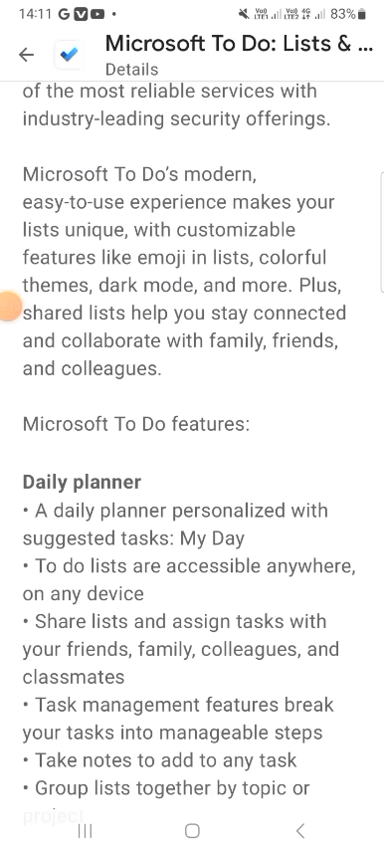 14:11 G
83%
Microsoft To Do: Lists & ...
Details
of the most reliable services with
industry-leading security offerings.
Microsoft To Do's modern,
easy-to-use experience makes your
lists unique, with customizable
features like emoji in lists, colorful
themes, dark mode, and more. Plus,
shared lists help you stay connected
and collaborate with family, friends,
and colleagues.
Microsoft To Do features:
Daily planner
• A daily planner personalized with
suggested tasks: My Day
• To do lists are accessible anywhere,
on any device
• Share lists and assign tasks with
your friends, family, colleagues, and
classmates
• Task management features break
your tasks into manageable steps
• Take notes to add to any task
• Group lists together by topic or
project